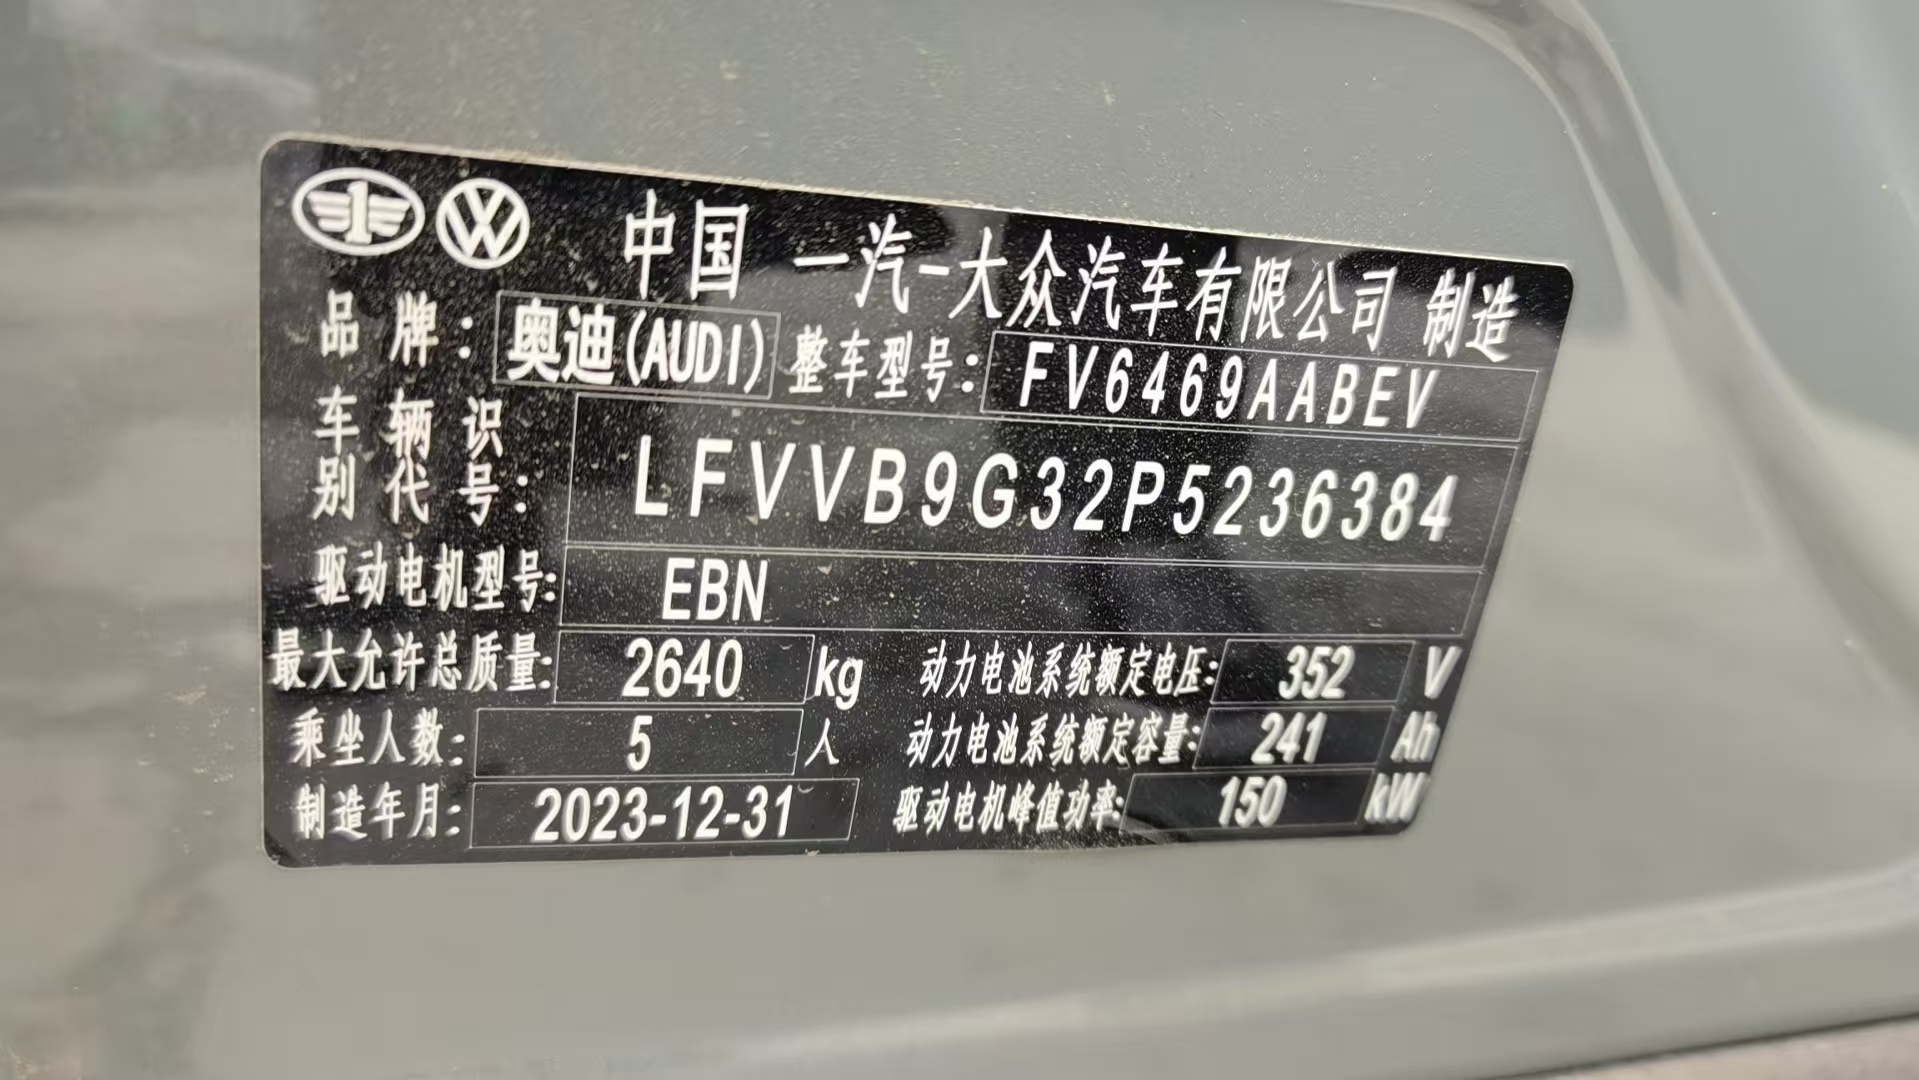 中国 一汽-大众汽车有限公司 制造
品牌: 奥迪(AUDI) 整车型号: FV6469AABEV
车辆识别代号: LFVVB9G32P5236384
驱动电机型号: EBN
最大允许总质量: 2640 kg 动力电池系统额定电压: 352 V
乘坐人数: 5 人 动力电池系统额定容量: 241 Ah
制造年月: 2023-12-31 驱动电机峰值功率: 150 kW